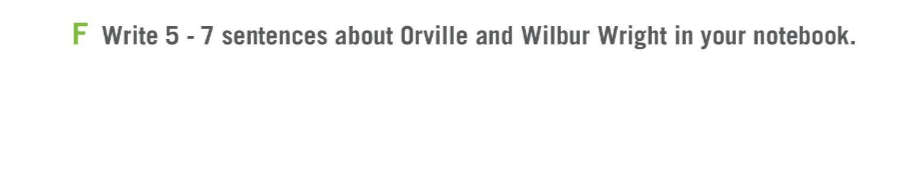 F Write 5 - 7 sentences about Orville and Wilbur Wright in your notebook.